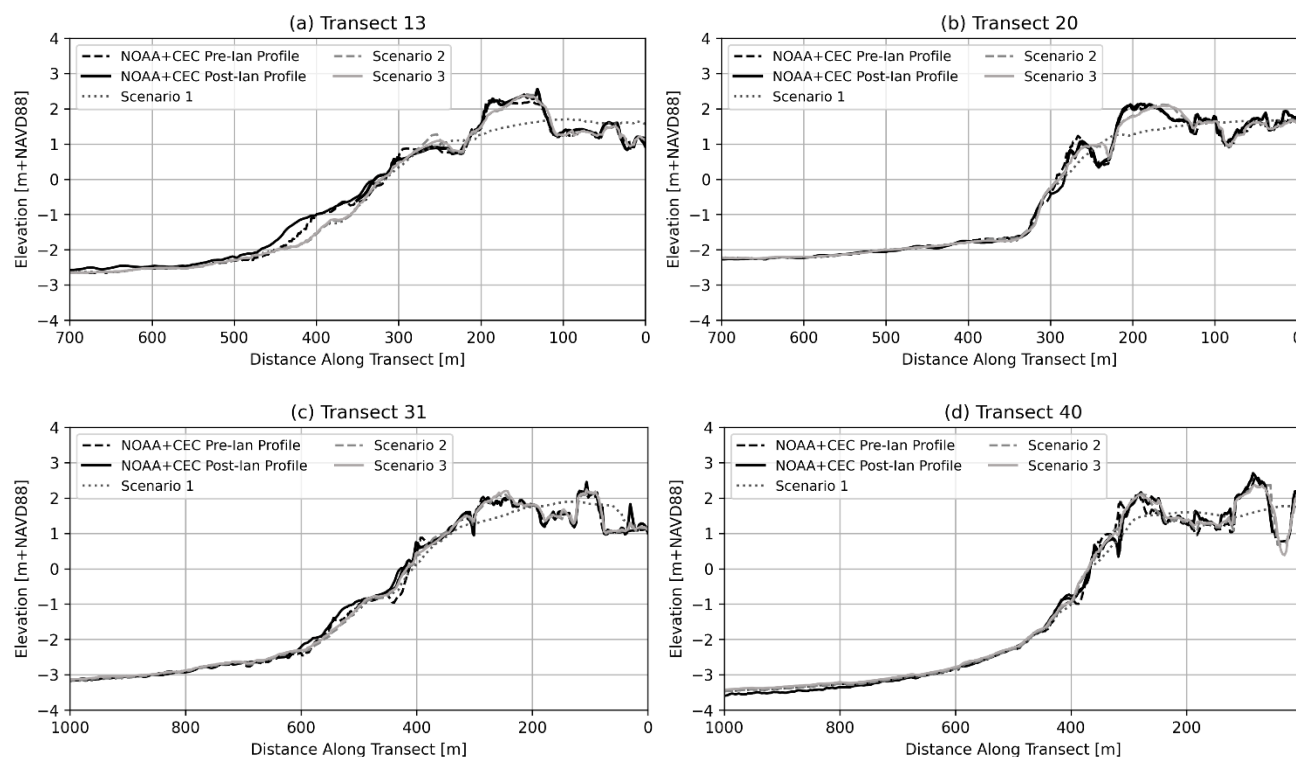 (a) Transect 13
NOAA+CEC Pre-Ian Profile
NOAA+CEC Post-Ian Profile
Scenario 1
Scenario 2
Scenario 3
4
3
2
1
0
−1
−2
−3
−4
Elevation [m+NAVD88]
700 600 500 400 300 200 100 0
Distance Along Transect [m]
(b) Transect 20
NOAA+CEC Pre-Ian Profile
NOAA+CEC Post-Ian Profile
Scenario 1
Scenario 2
Scenario 3
4
3
2
1
0
−1
−2
−3
−4
Elevation [m+NAVD88]
700 600 500 400 300 200 100 0
Distance Along Transect [m]
(c) Transect 31
NOAA+CEC Pre-Ian Profile
NOAA+CEC Post-Ian Profile
Scenario 1
Scenario 2
Scenario 3
4
3
2
1
0
−1
−2
−3
−4
Elevation [m+NAVD88]
1000 800 600 400 200 0
Distance Along Transect [m]
(d) Transect 40
NOAA+CEC Pre-Ian Profile
NOAA+CEC Post-Ian Profile
Scenario 1
Scenario 2
Scenario 3
4
3
2
1
0
−1
−2
−3
−4
Elevation [m+NAVD88]
1000 800 600 400 200
Distance Along Transect [m]